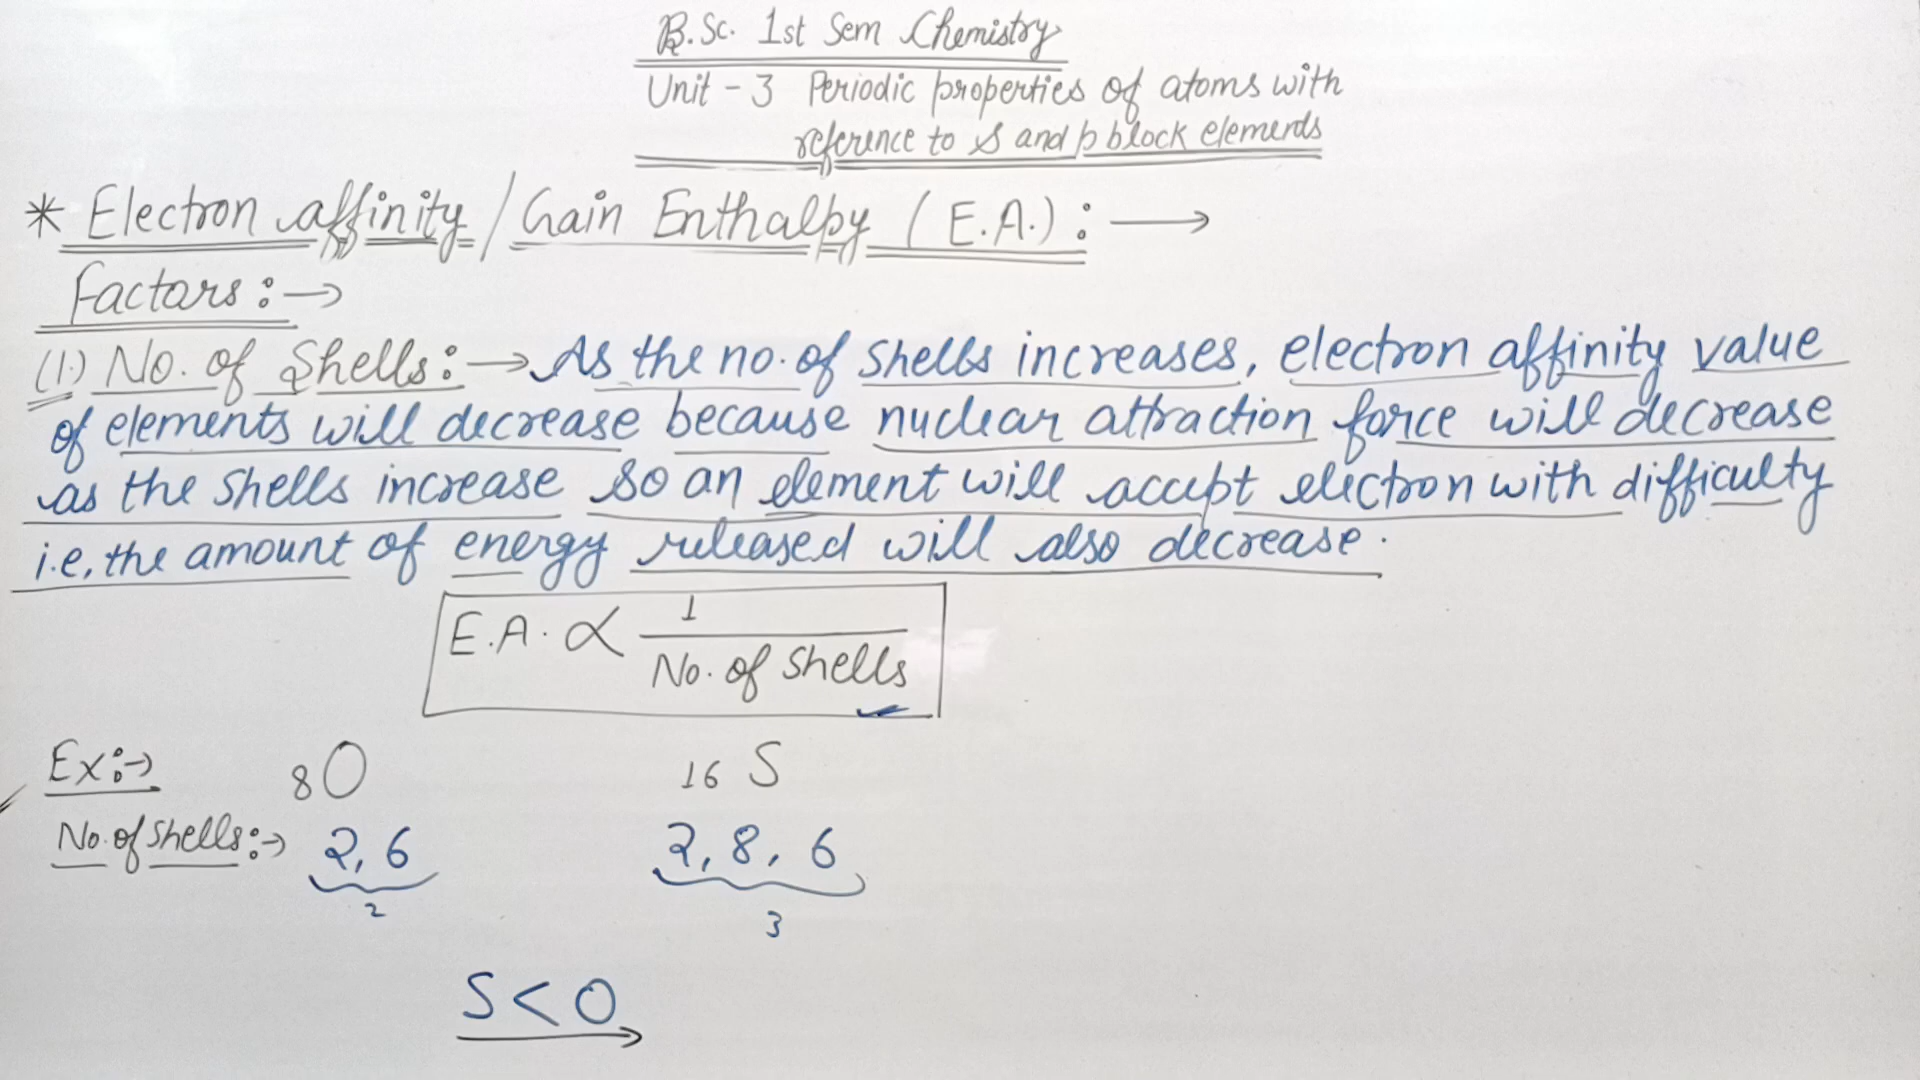 B.Sc. 1st Sem Chemistry
Unit - 3 Periodic properties of atoms with
reference to s and p block elements
* Electron affinity / Gain Enthalpy ( E.A.) : →
Factors : →
(1.) No. of Shells : → As the no. of shells increases, electron affinity value
of elements will decrease because nuclear attraction force will decrease
as the shells increase so an element will accept electron with difficulty
i.e, the amount of energy released will also decrease.
E.A. ∝ 1
No. of shells
Ex :→ 8 O 16 S
No. of shells :→ 2, 6 2, 8, 6
2 3
S < O